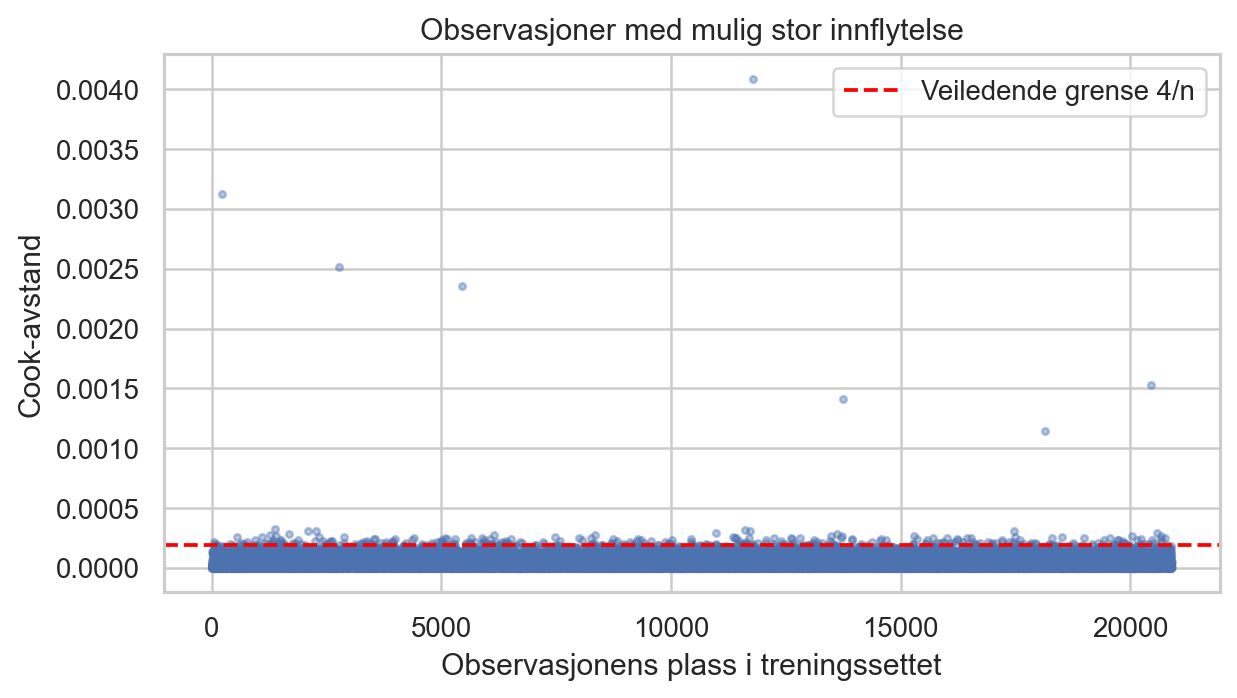 Observasjoner med mulig stor innflytelse
Veiledende grense 4/n
Cook-avstand
0.0040
0.0035
0.0030
0.0025
0.0020
0.0015
0.0010
0.0005
0.0000
0 5000 10000 15000 20000
Observasjonens plass i treningssettet